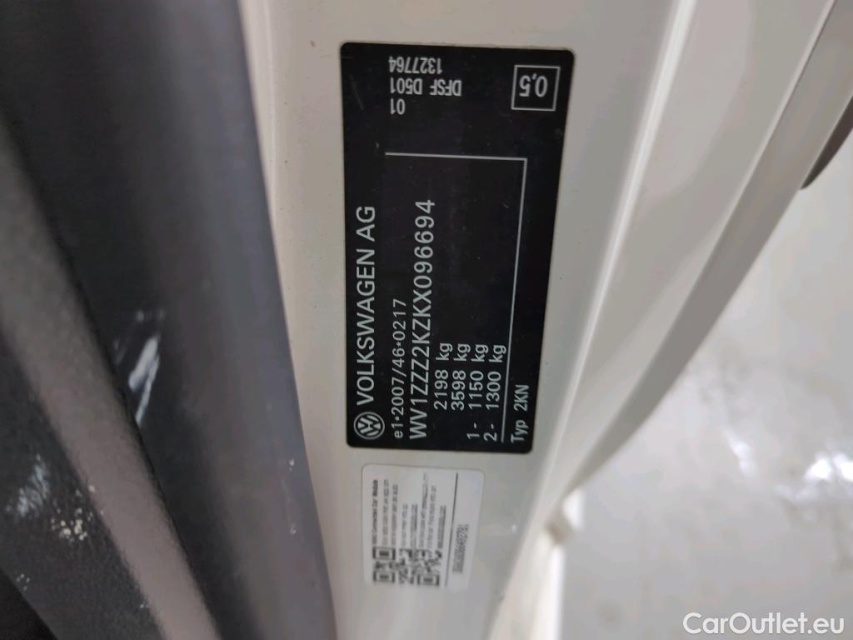 VOLKSWAGEN AG
e1*2007/46*0217
WV1ZZZ2KZKX096694
2198 kg
3598 kg
1- 1150 kg
2- 1300 kg
Typ 2KN
01
DFSF D501
1327764
0,5
CarOutlet.eu